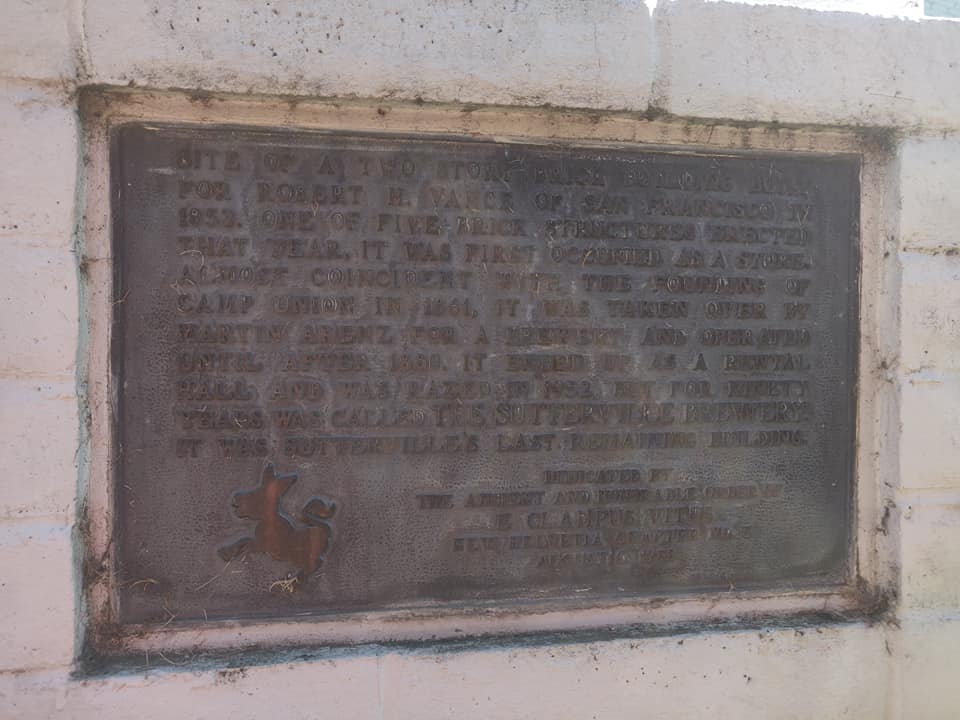 SITE OF A TWO STORY BRICK BUILDING BUILT
FOR ROBERT H. VANCE OF SAN FRANCISCO IN
1853. ONE OF FIVE BRICK STRUCTURES ERECTED
THAT YEAR, IT WAS FIRST OCCUPIED AS A STORE.
ALMOST COINCIDENT WITH THE FOUNDING OF
CAMP UNION IN 1861, IT WAS TAKEN OVER BY
MARTIN ARENZ FOR A BREWERY AND OPERATED
UNTIL AFTER 1880. IT ENDED UP AS A RENTAL
HALL AND WAS RAZED IN 1952 BUT FOR NINETY
YEARS WAS CALLED THE SUTTERVILLE BREWERY.
IT WAS SUTTERVILLE'S LAST REMAINING BUILDING.
DEDICATED BY
THE ANCIENT AND HONORABLE ORDER OF
E CLAMPUS VITUS
NEW HELVETIA CHAPTER NO. 5